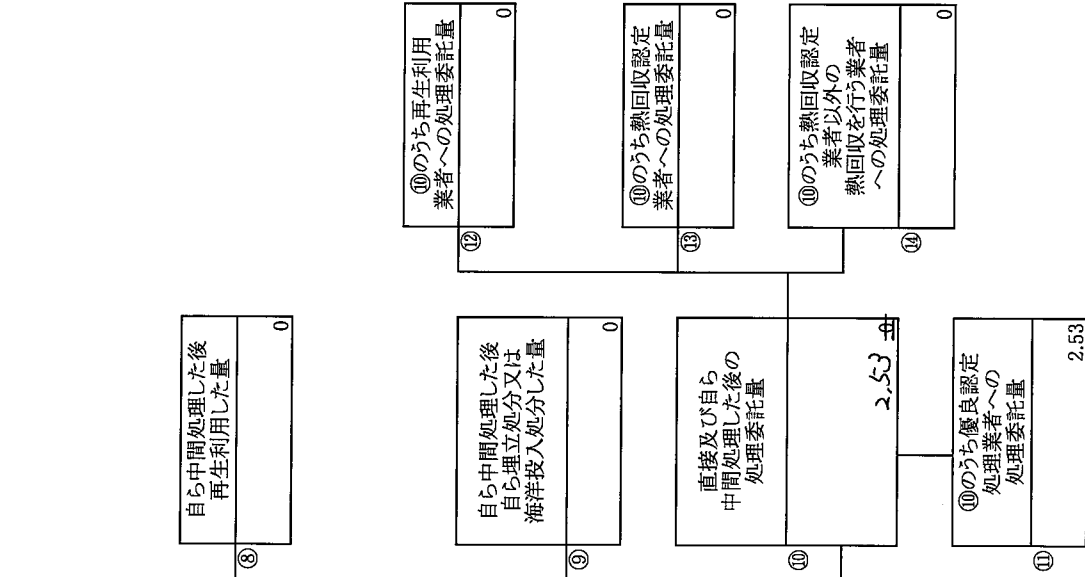 自ら中間処理した後
再生利用した量
⑧
0
自ら中間処理した後
自ら埋立処分又は
海洋投入処分した量
⑨
0
直接及び自ら
中間処理した後の
処理委託量
⑩
2.53 0
⑩のうち優良認定
処理業者への
処理委託量
⑪
2.53
⑩のうち再生利用
業者への処理委託量
⑫
0
⑩のうち熱回収認定
業者への処理委託量
⑬
0
⑩のうち熱回収認定
業者以外の
熱回収を行う業者
への処理委託量
⑭
0